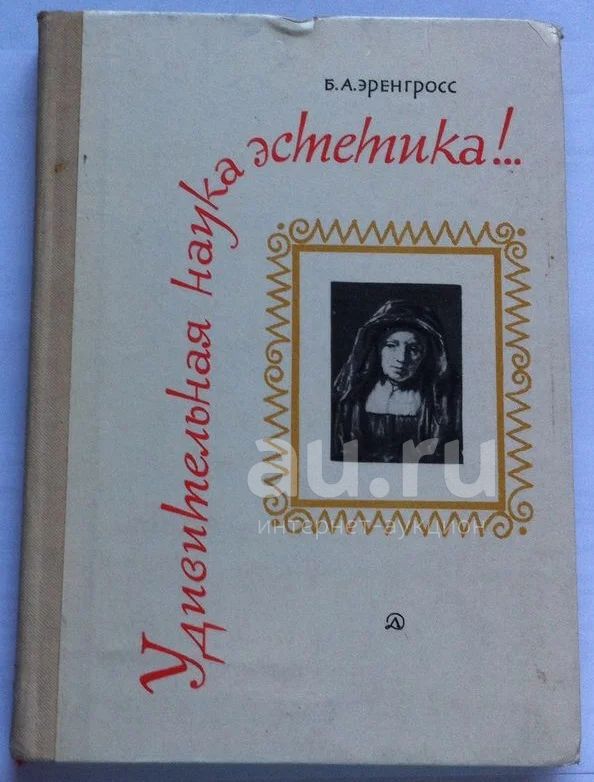 Б.А.ЭРЕНГРОСС
Удивительная наука эстетика!..
au.ru
интернет-аукцион